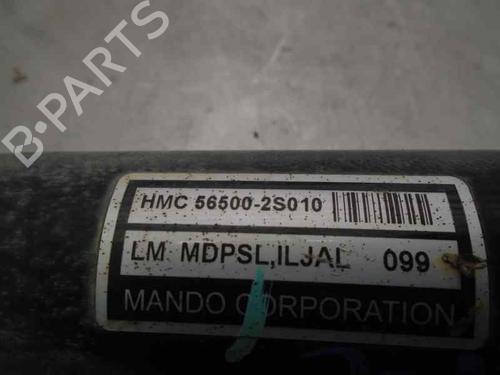 B-PARTS
HMC 56500-2S010
LM MDPSL,ILJAL 099
MANDO CORPORATION